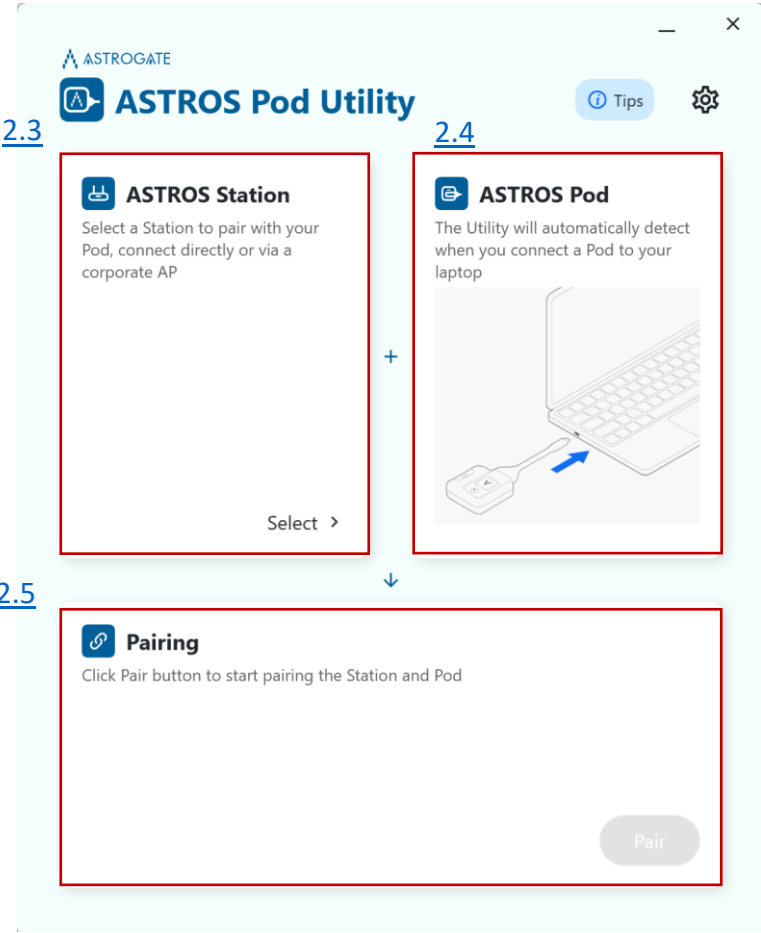 ASTROGATE
ASTROS Pod Utility
Tips
2.3
2.4
ASTROS Station
Select a Station to pair with your
Pod, connect directly or via a
corporate AP
Select >
+
ASTROS Pod
The Utility will automatically detect
when you connect a Pod to your
laptop
2.5
Pairing
Click Pair button to start pairing the Station and Pod
Pair